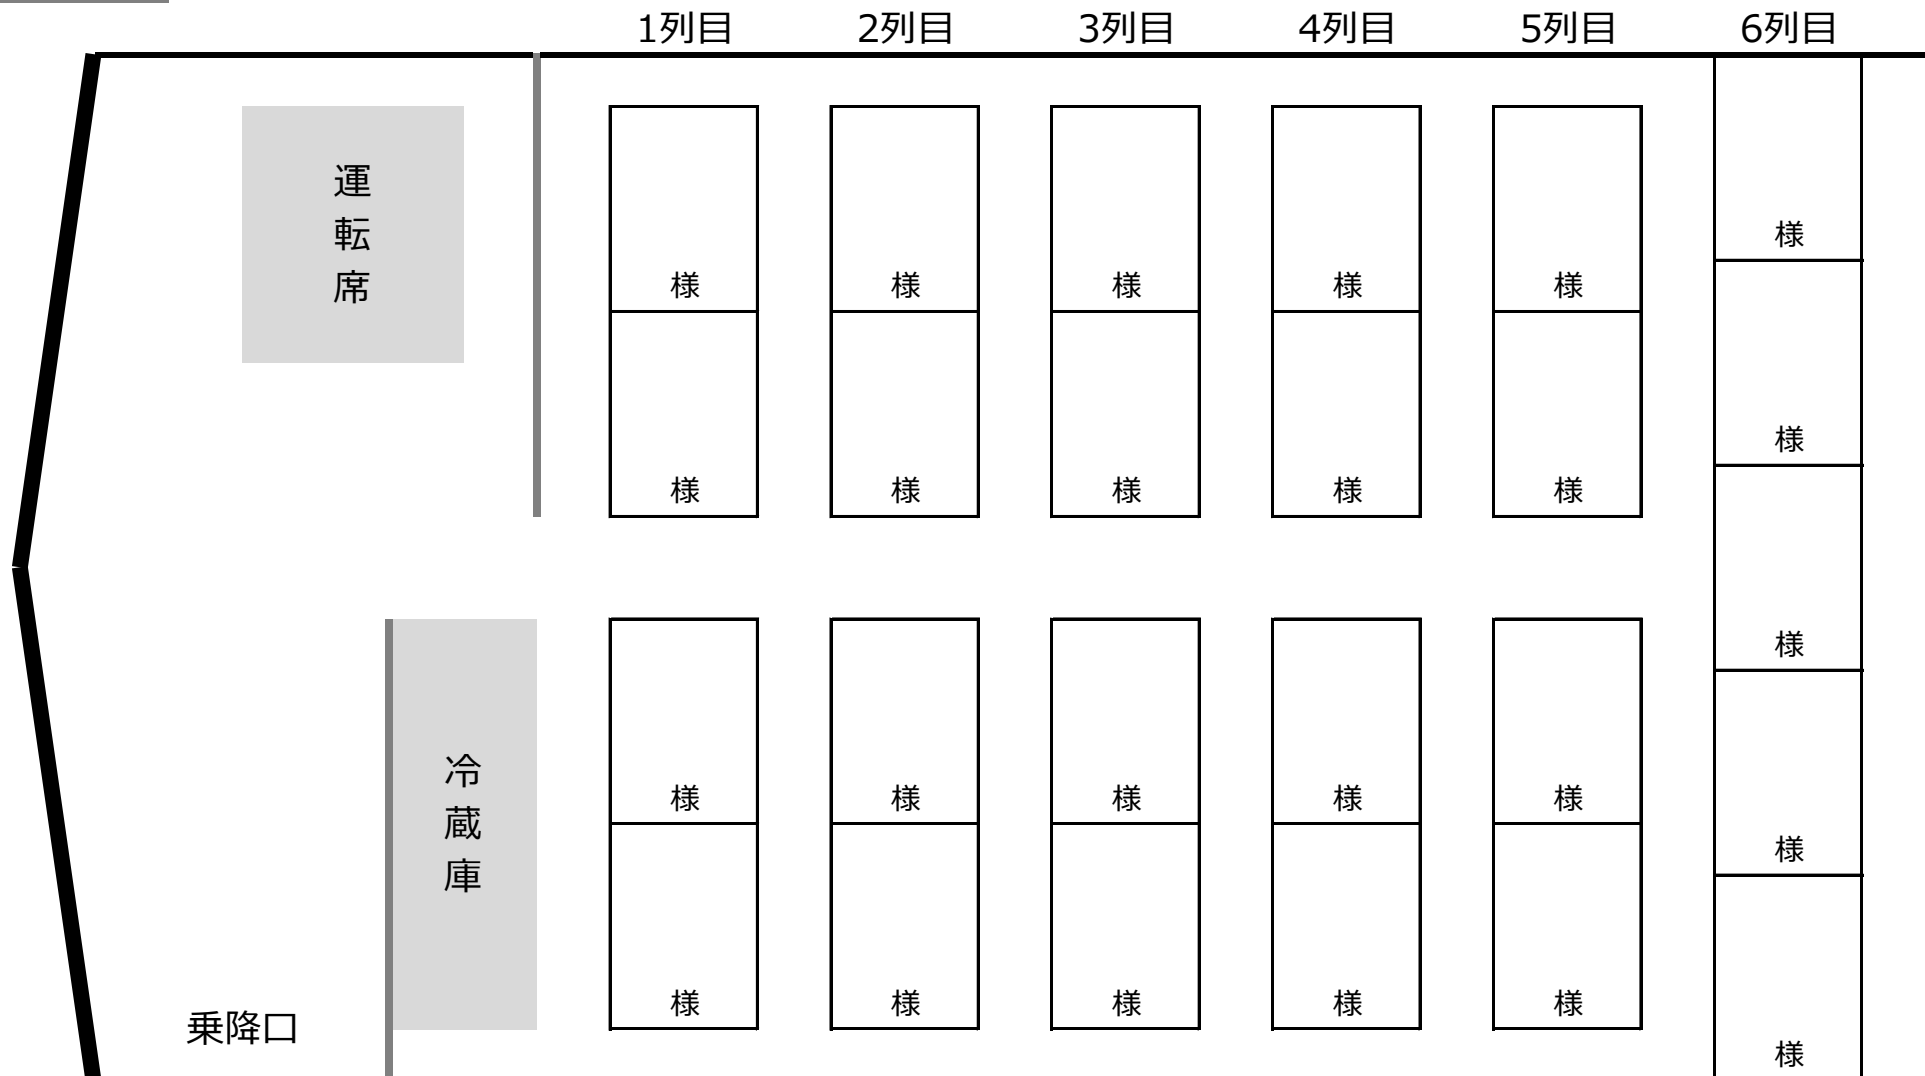 1列目 2列目 3列目 4列目 5列目 6列目
運転席
様
様 様 様 様 様
様
様 様 様 様 様
様
冷蔵庫
様 様 様 様 様
様
様 様 様 様 様
乗降口
様